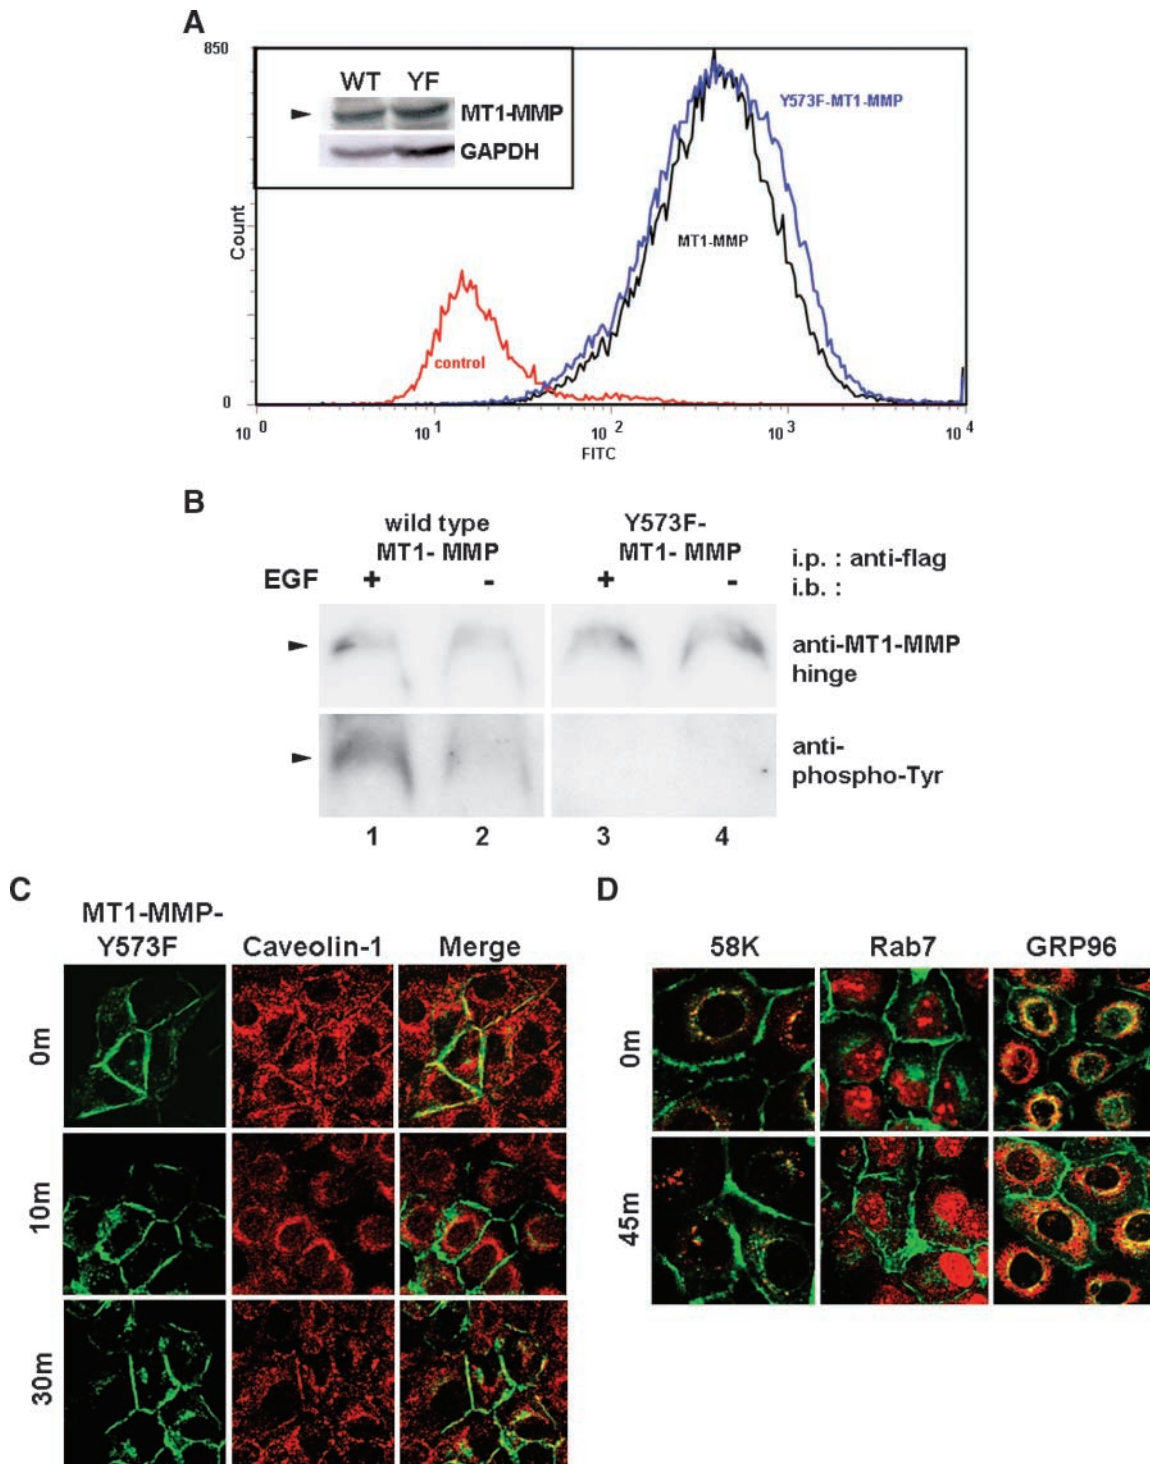 A
850
WT YF
MT1-MMP
GAPDH
Y573F-MT1-MMP
MT1-MMP
control
Count
0
10 0 10 1 10 2 10 3 10 4
FITC
B
wild type
MT1- MMP
Y573F-
MT1- MMP
i.p. : anti-flag
i.b. :
EGF + - + -
anti-MT1-MMP
hinge
anti-
phospho-Tyr
1 2 3 4
C
MT1-MMP-
Y573F Caveolin-1 Merge
0m
10m
30m
D
58K Rab7 GRP96
0m
45m